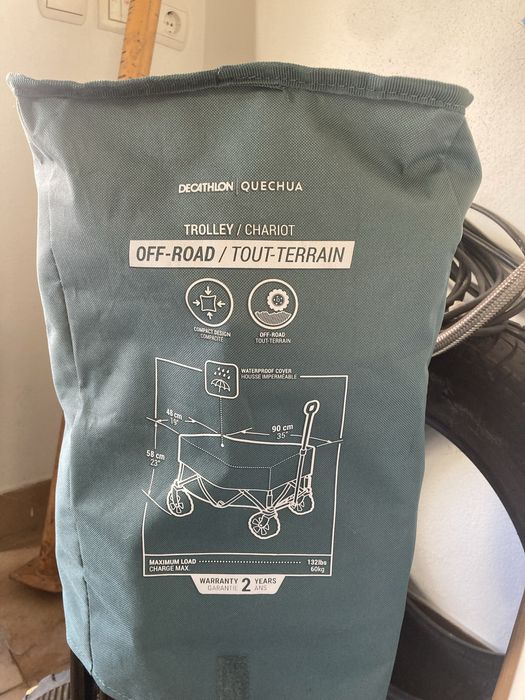 DECATHLON | QUECHUA
TROLLEY / CHARIOT
OFF-ROAD / TOUT-TERRAIN
COMPACT DESIGN
COMPACITÉ
OFF-ROAD
TOUT-TERRAIN
WATERPROOF COVER
HOUSSE IMPERMÉABLE
48 cm
19"
90 cm
35"
58 cm
23"
MAXIMUM LOAD 132lbs
CHARGE MAX. 60kg
WARRANTY 2 YEARS
GARANTIE ANS